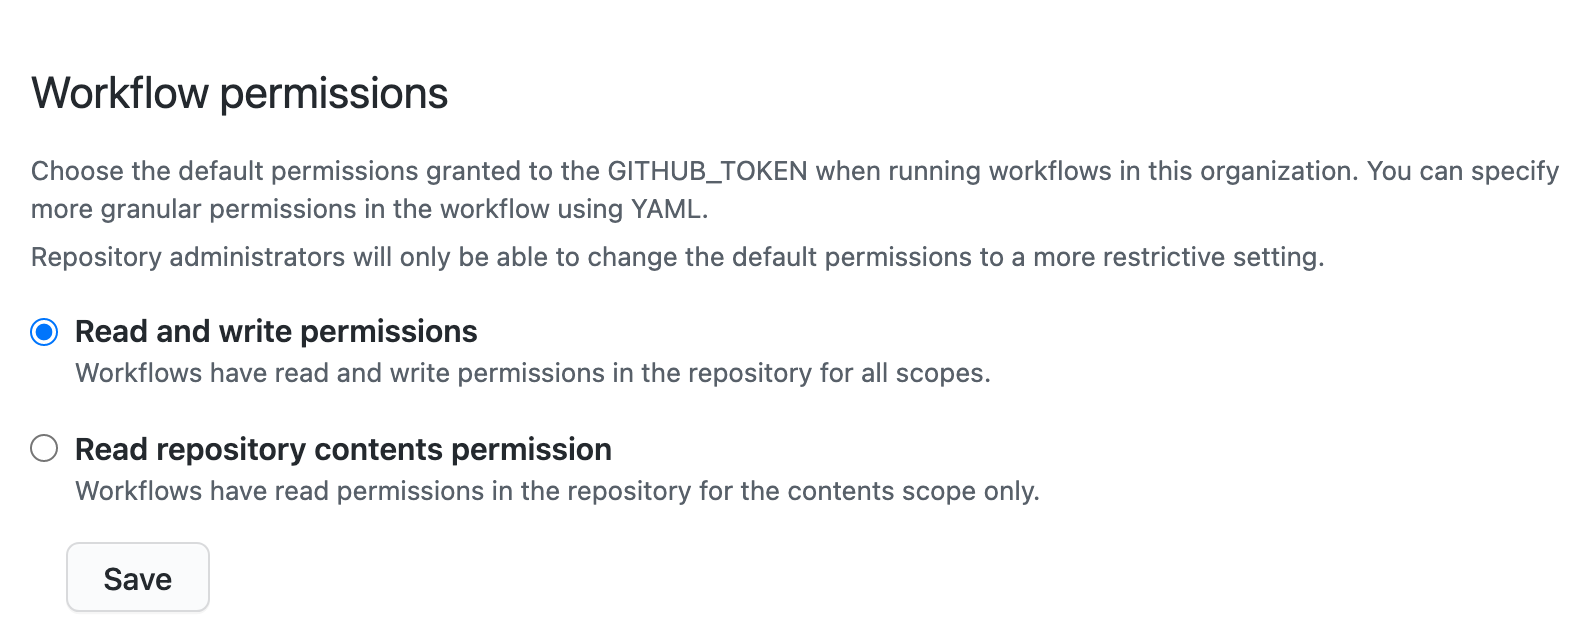 Workflow permissions
Choose the default permissions granted to the GITHUB_TOKEN when running workflows in this organization. You can specify
more granular permissions in the workflow using YAML.
Repository administrators will only be able to change the default permissions to a more restrictive setting.
Read and write permissions
Workflows have read and write permissions in the repository for all scopes.
Read repository contents permission
Workflows have read permissions in the repository for the contents scope only.
Save